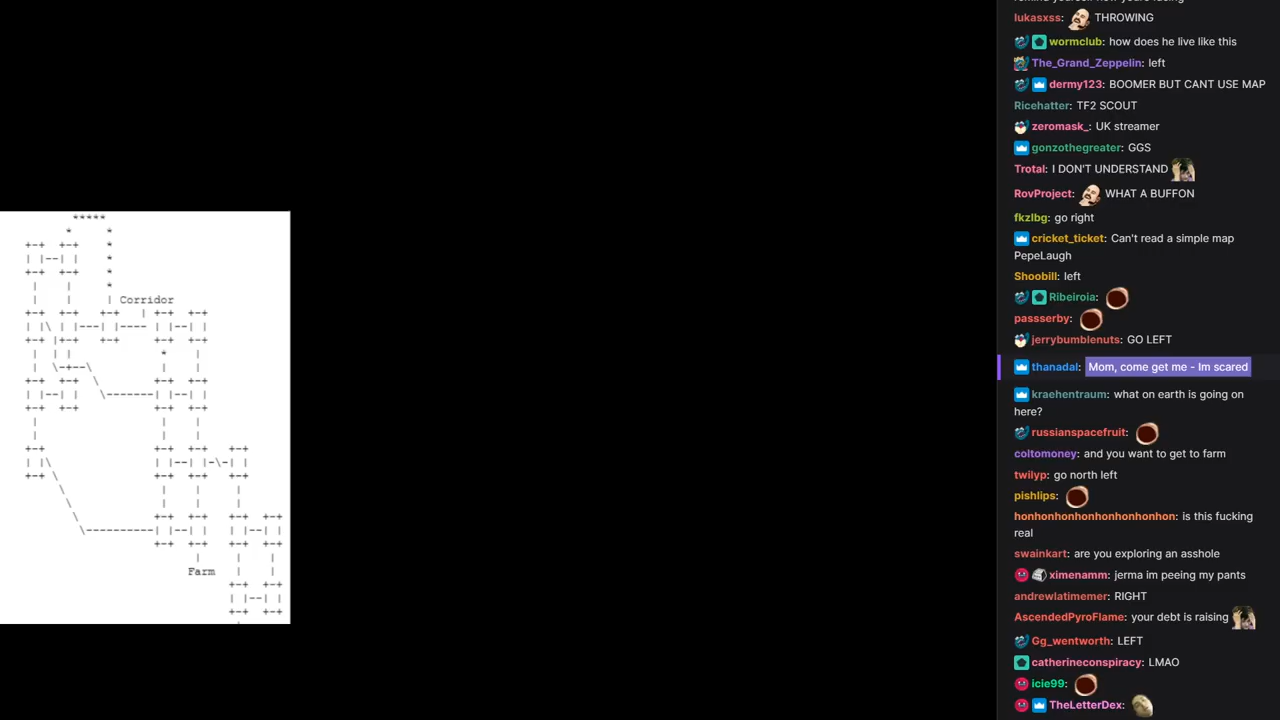 *****
* *
+-+ +-+ *
| |--| | *
+-+ +-+ *
| | *
| | | Corridor
+-+ +-+ +-+ | +-+ +-+
| |\ | |---| |---- | |--| |
+-+ |+-+ +-+ +-+ +-+
| | | * |
| \-+--\ | |
+-+ +-+ \ +-+ +-+
| |--| | \-------| |--| |
+-+ +-+ +-+ +-+
| | |
| | |
+-+ +-+ +-+ +-+
| |\ | |--| |-\-| |
+-+ \ +-+ +-+ +-+
\ | | |
\ | | |
\ +-+ +-+ +-+ +-+
\----------| |--| | | |--| |
+-+ +-+ +-+ +-+
| | |
Farm | |
+-+ +-+
| |--| |
+-+ +-+
lukasxss: THROWING
wormclub: how does he live like this
The_Grand_Zeppelin: left
dermy123: BOOMER BUT CANT USE MAP
Ricehatter: TF2 SCOUT
zeromask_: UK streamer
gonzothegreater: GGS
Trotal: I DON'T UNDERSTAND
RovProject: WHAT A BUFFON
fkzlbg: go right
cricket_ticket: Can't read a simple map
PepeLaugh
Shoobill: left
Ribeiroia:
passserby:
jerrybumblenuts: GO LEFT
thanadal: Mom, come get me - Im scared
kraehentraum: what on earth is going on
here?
russianspacefruit:
coltomoney: and you want to get to farm
twilyp: go north left
pishlips:
honhonhonhonhonhonhonhon: is this fucking
real
swainkart: are you exploring an asshole
ximenamm: jerma im peeing my pants
andrewlatimemer: RIGHT
AscendedPyroFlame: your debt is raising
Gg_wentworth: LEFT
catherineconspiracy: LMAO
icie99:
TheLetterDex: